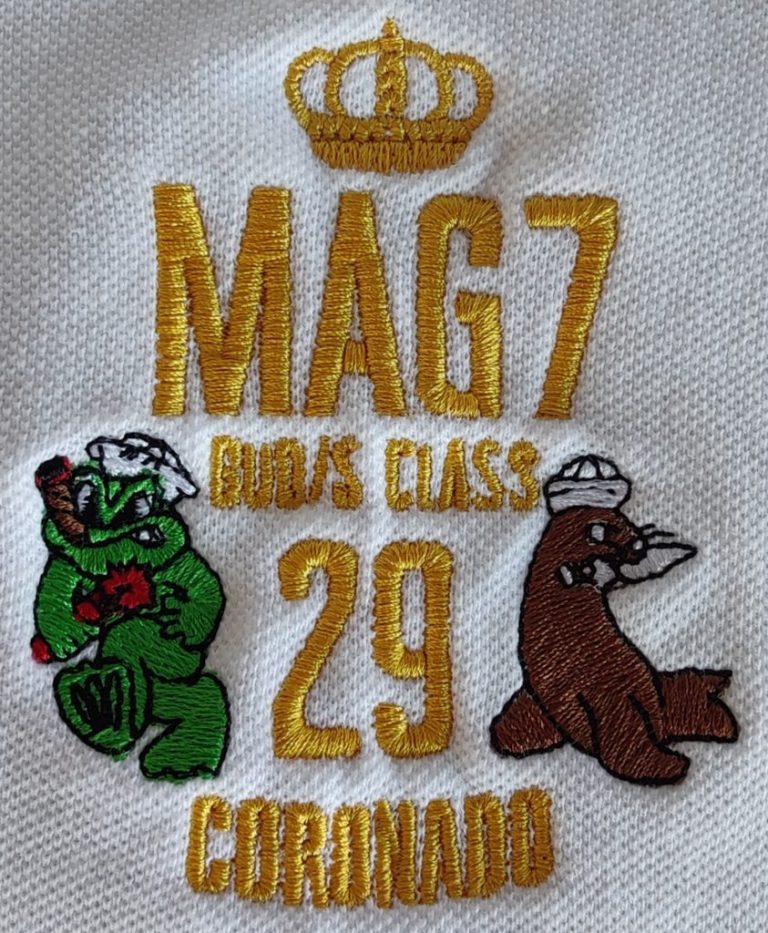 MAG7
BUD/S CLASS
29
CORONADO